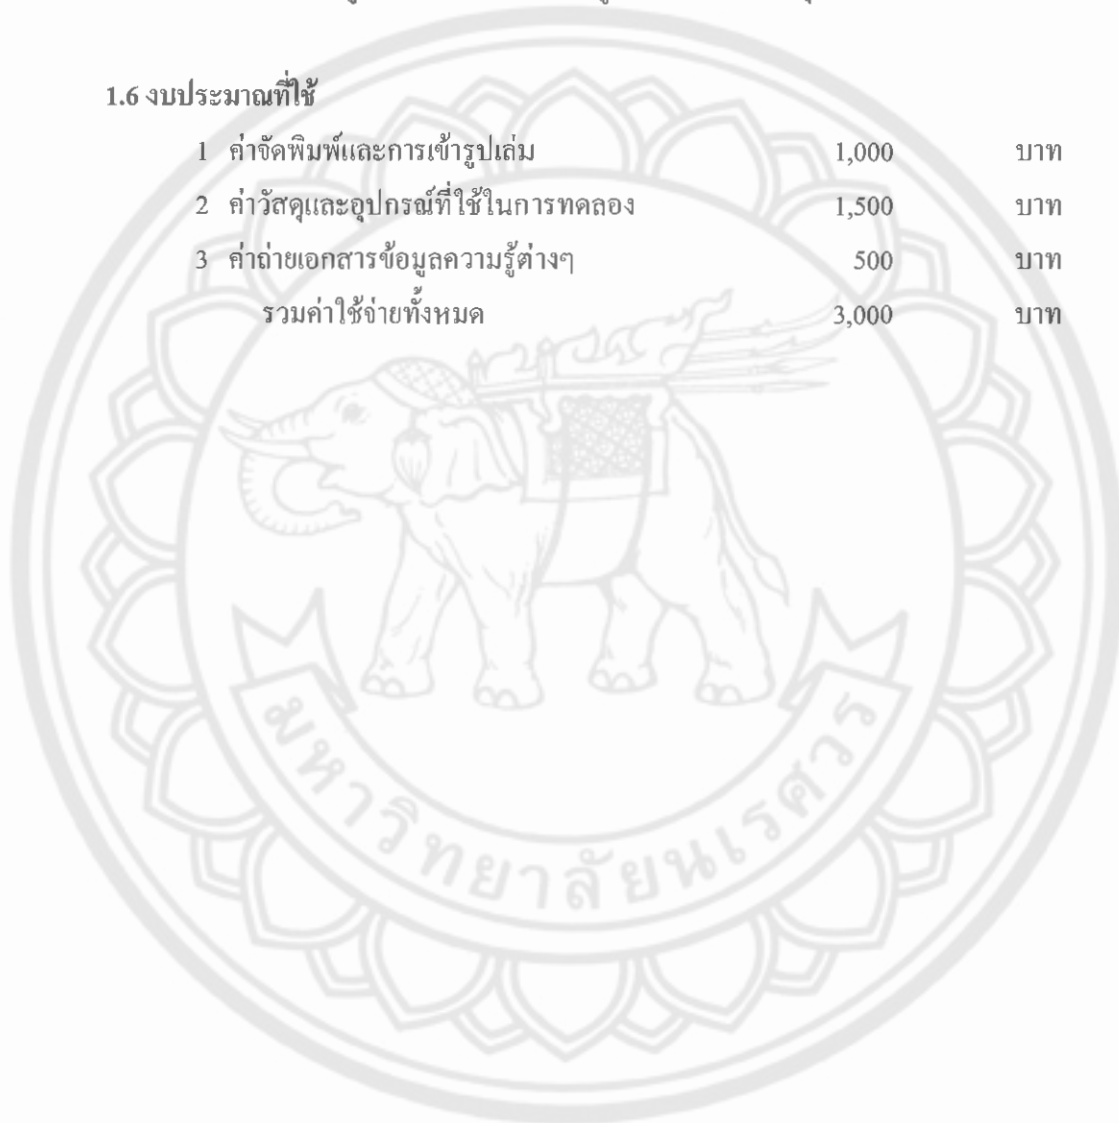 1.6 งบประมาณที่ใช้
1 ค่าจัดพิมพ์และการเข้ารูปเล่ม 1,000 บาท
2 ค่าวัสดุและอุปกรณ์ที่ใช้ในการทดลอง 1,500 บาท
3 ค่าถ่ายเอกสารข้อมูลความรู้ต่างๆ 500 บาท
รวมค่าใช้จ่ายทั้งหมด 3,000 บาท
มหาวิทยาลัยนเรศวร